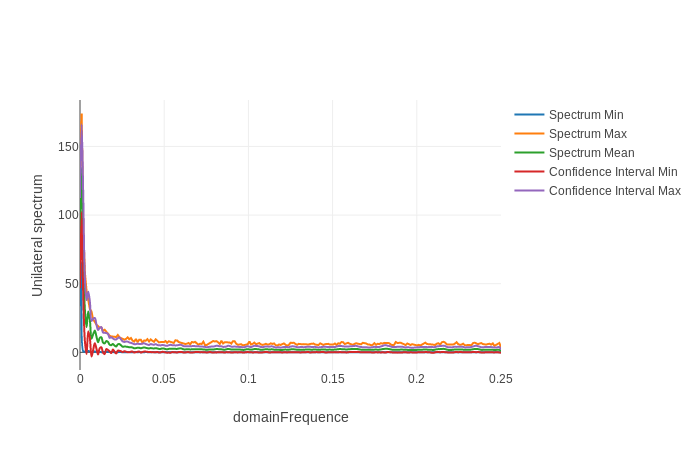 Unilateral spectrum
150
100
50
0
0
0.05
0.1
0.15
0.2
0.25
domainFrequence
Spectrum Min
Spectrum Max
Spectrum Mean
Confidence Interval Min
Confidence Interval Max